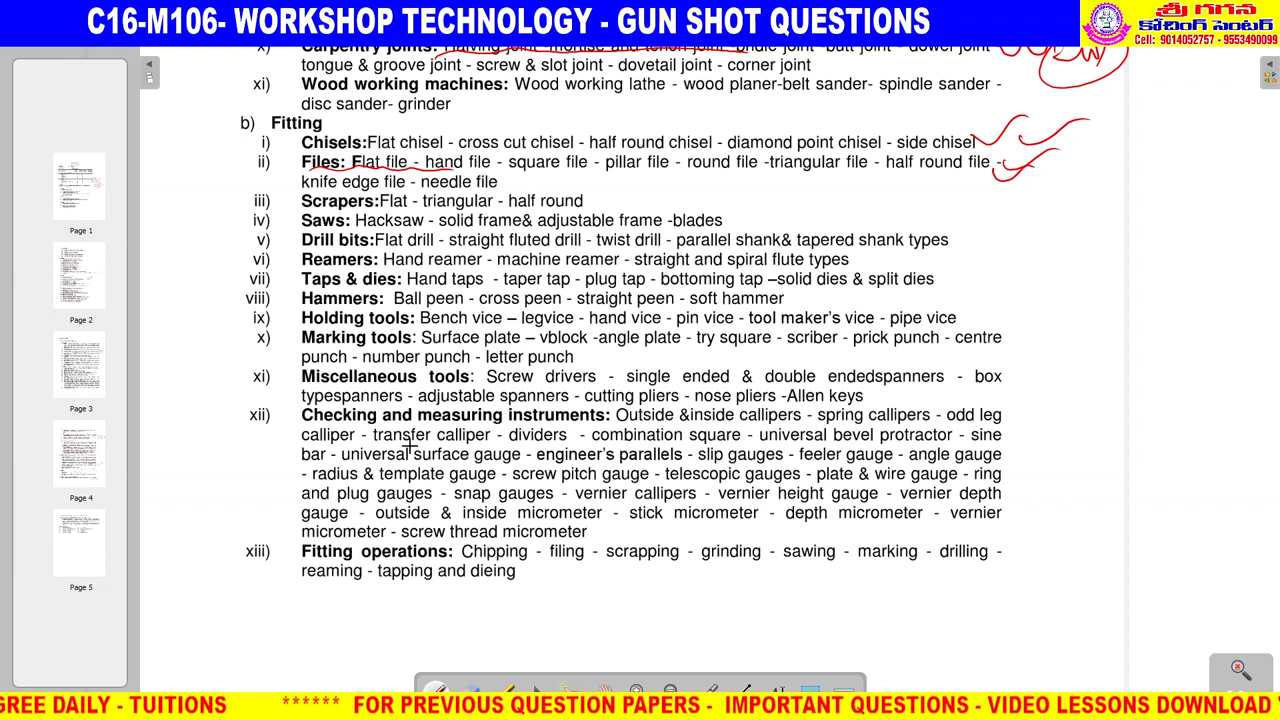 C16-M106- WORKSHOP TECHNOLOGY - GUN SHOT QUESTIONS
శ్రీ గగన
కోచింగ్ సెంటర్
Cell: 9014052757 - 9553490099
x) Carpentry joints: Halving joint -mortise and tenon joint -bridle joint -butt joint - dowel joint
tongue & groove joint - screw & slot joint - dovetail joint - corner joint
xi) Wood working machines: Wood working lathe - wood planer-belt sander- spindle sander -
disc sander- grinder
b) Fitting
i) Chisels:Flat chisel - cross cut chisel - half round chisel - diamond point chisel - side chisel
ii) Files: Flat file - hand file - square file - pillar file - round file -triangular file - half round file -
knife edge file - needle file
iii) Scrapers:Flat - triangular - half round
iv) Saws: Hacksaw - solid frame& adjustable frame -blades
v) Drill bits:Flat drill - straight fluted drill - twist drill - parallel shank& tapered shank types
vi) Reamers: Hand reamer - machine reamer - straight and spiral flute types
vii) Taps & dies: Hand taps - taper tap - plug tap - bottoming tap –solid dies & split dies
viii) Hammers: Ball peen - cross peen - straight peen - soft hammer
ix) Holding tools: Bench vice – legvice - hand vice - pin vice - tool maker's vice - pipe vice
x) Marking tools: Surface plate – vblock -angle plate - try square - scriber - prick punch - centre
punch - number punch - letter punch
xi) Miscellaneous tools: Screw drivers - single ended & double endedspanners - box
typespanners - adjustable spanners - cutting pliers - nose pliers -Allen keys
xii) Checking and measuring instruments: Outside &inside callipers - spring callipers - odd leg
calliper - transfer calliper - dividers - combination square - universal bevel protractor - sine
bar - universal surface gauge - engineer's parallels - slip gauges - feeler gauge - angle gauge
- radius & template gauge - screw pitch gauge - telescopic gauges - plate & wire gauge - ring
and plug gauges - snap gauges - vernier callipers - vernier height gauge - vernier depth
gauge - outside & inside micrometer - stick micrometer - depth micrometer - vernier
micrometer - screw thread micrometer
xiii) Fitting operations: Chipping - filing - scrapping - grinding - sawing - marking - drilling -
reaming - tapping and dieing
Page 1
Page 2
Page 3
Page 4
Page 5
GREE DAILY - TUITIONS ****** FOR PREVIOUS QUESTION PAPERS - IMPORTANT QUESTIONS - VIDEO LESSONS DOWNLOAD